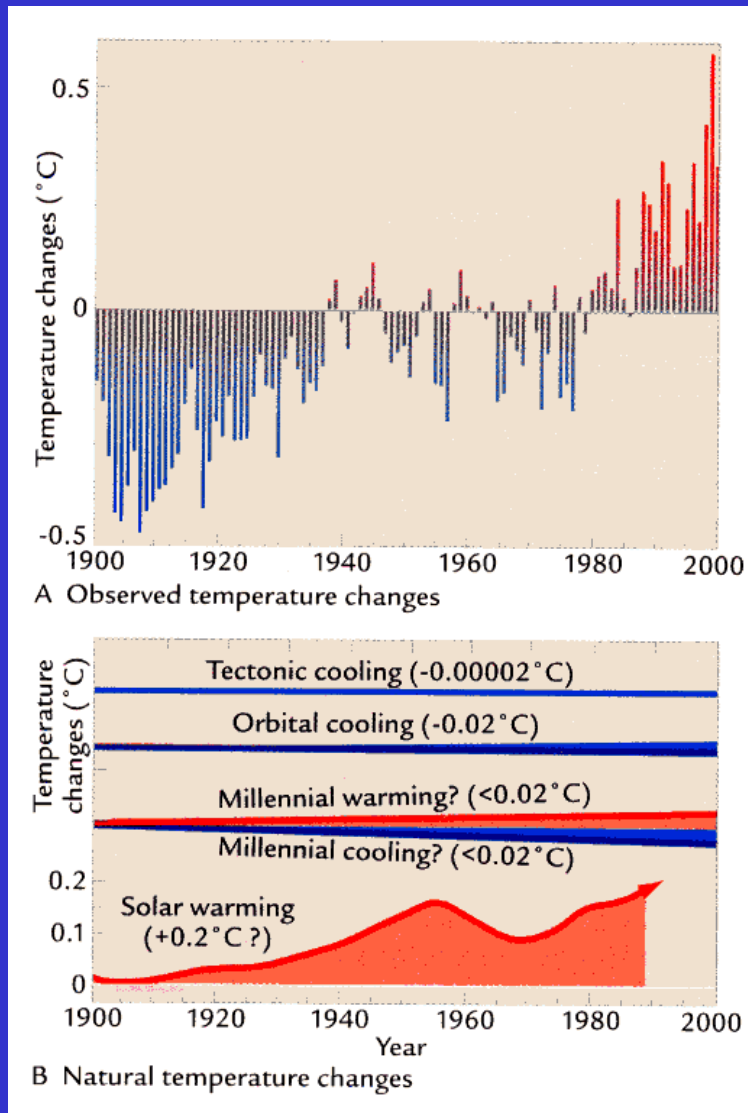 0.5
Temperature changes (°C)
0
-0.5
1900 1920 1940 1960 1980 2000
A Observed temperature changes
Temperature
changes (°C)
Tectonic cooling (-0.00002°C)
Orbital cooling (-0.02°C)
Millennial warming? (<0.02°C)
Millennial cooling? (<0.02°C)
0.2
Solar warming
(+0.2°C ?)
0.1
0
1900 1920 1940 1960 1980 2000
Year
B Natural temperature changes